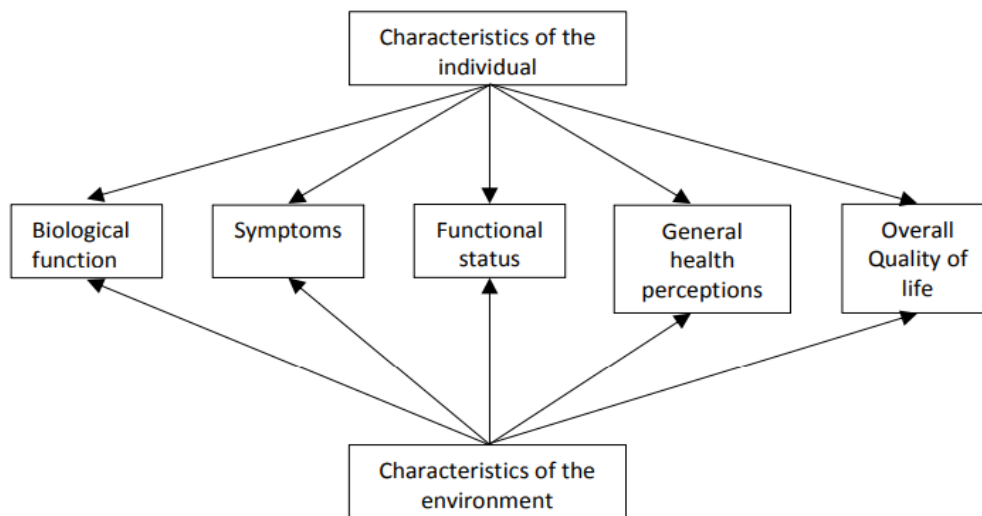 Characteristics of the
individual
Biological
function
Symptoms
Functional
status
General
health
perceptions
Overall
Quality of
life
Characteristics of the
environment